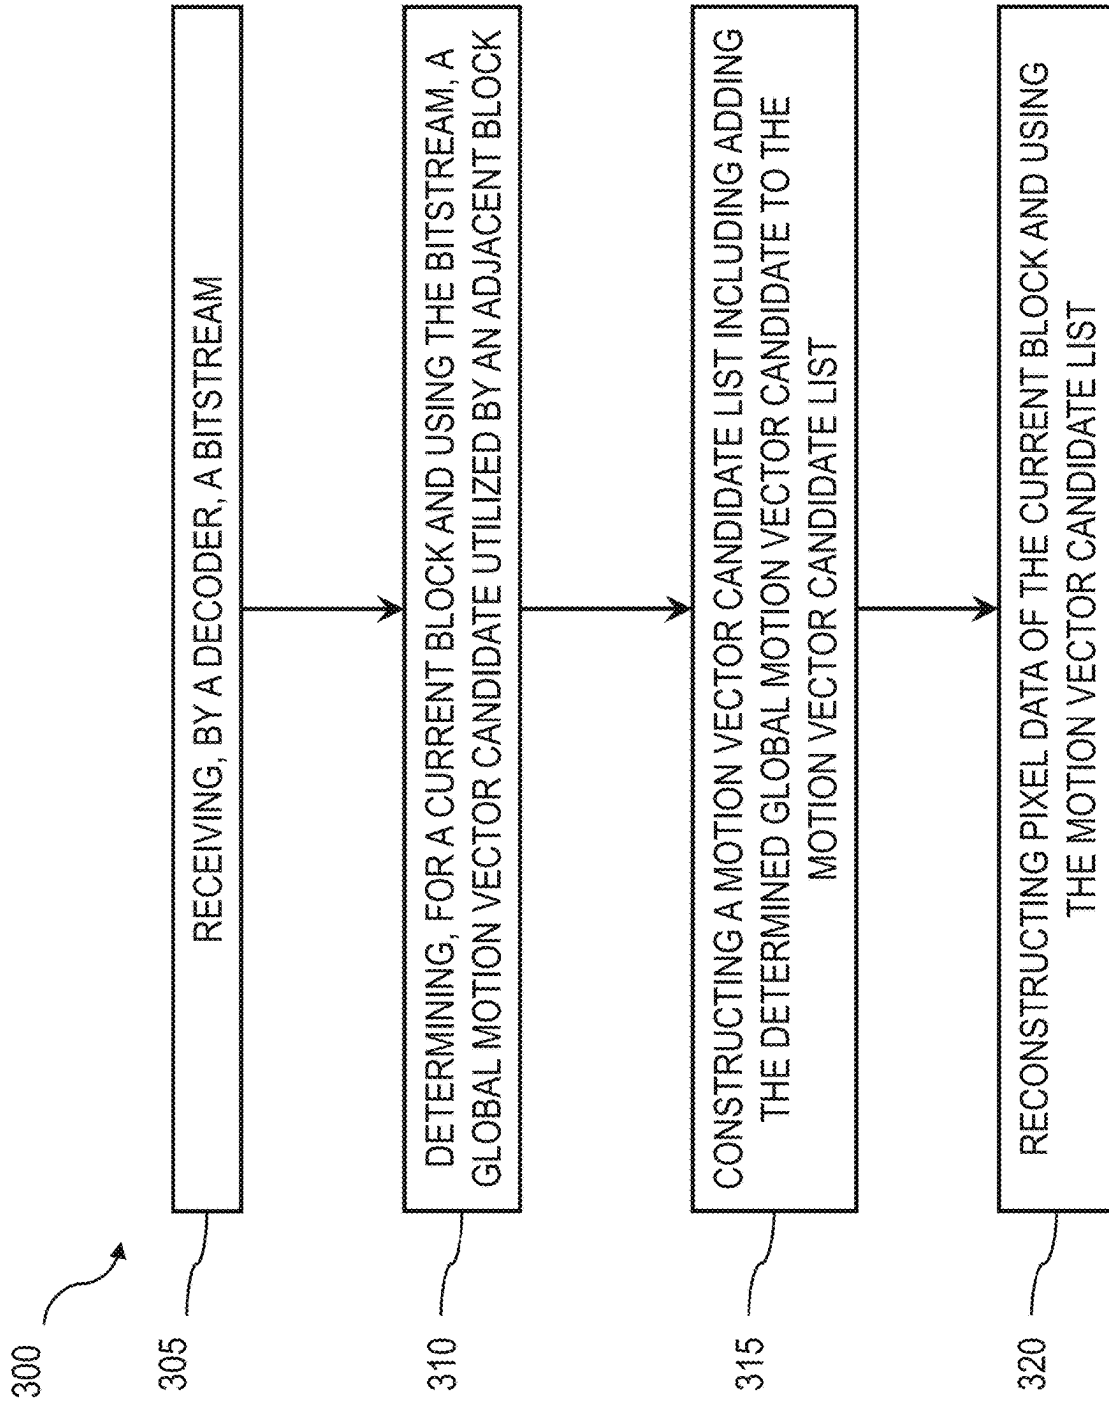 300
305
RECEIVING, BY A DECODER, A BITSTREAM
310
DETERMINING, FOR A CURRENT BLOCK AND USING THE BITSTREAM, A
GLOBAL MOTION VECTOR CANDIDATE UTILIZED BY AN ADJACENT BLOCK
315
CONSTRUCTING A MOTION VECTOR CANDIDATE LIST INCLUDING ADDING
THE DETERMINED GLOBAL MOTION VECTOR CANDIDATE TO THE
MOTION VECTOR CANDIDATE LIST
320
RECONSTRUCTING PIXEL DATA OF THE CURRENT BLOCK AND USING
THE MOTION VECTOR CANDIDATE LIST